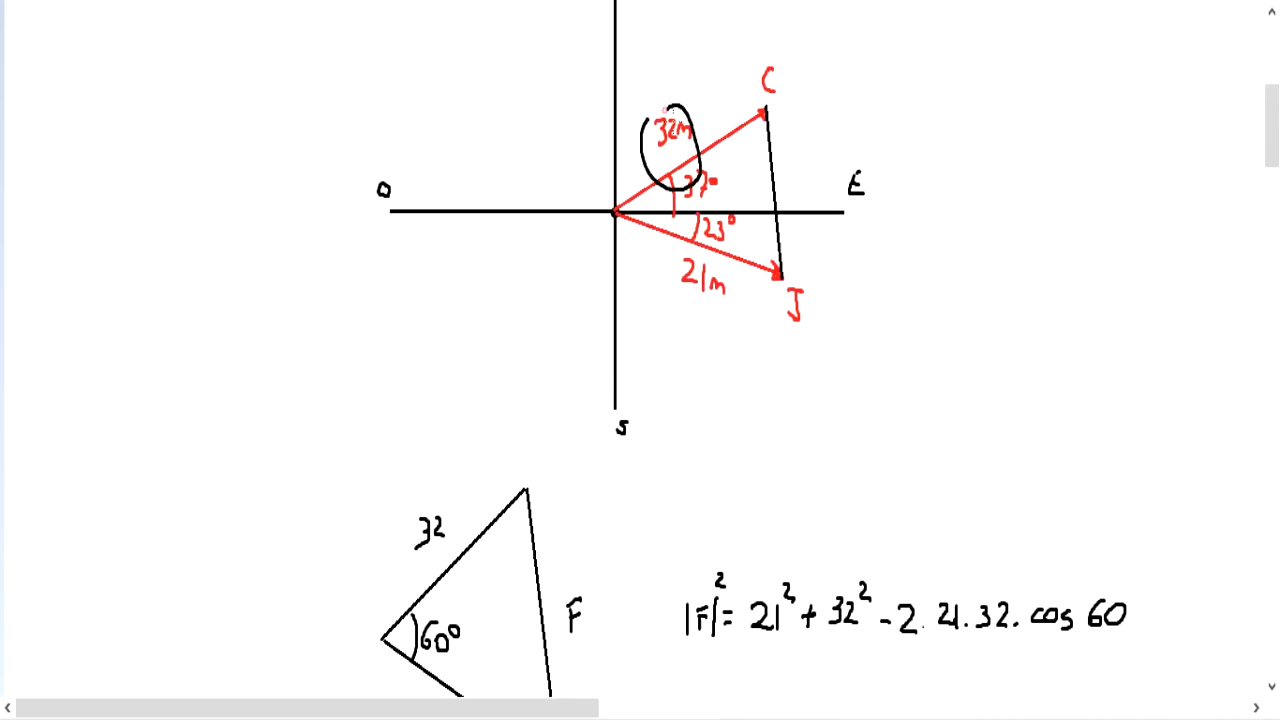 C
32m
O
E
37°
23°
21m
J
S
32
60°
F
|F|² = 21² + 32² - 2. 21. 32. cos 60